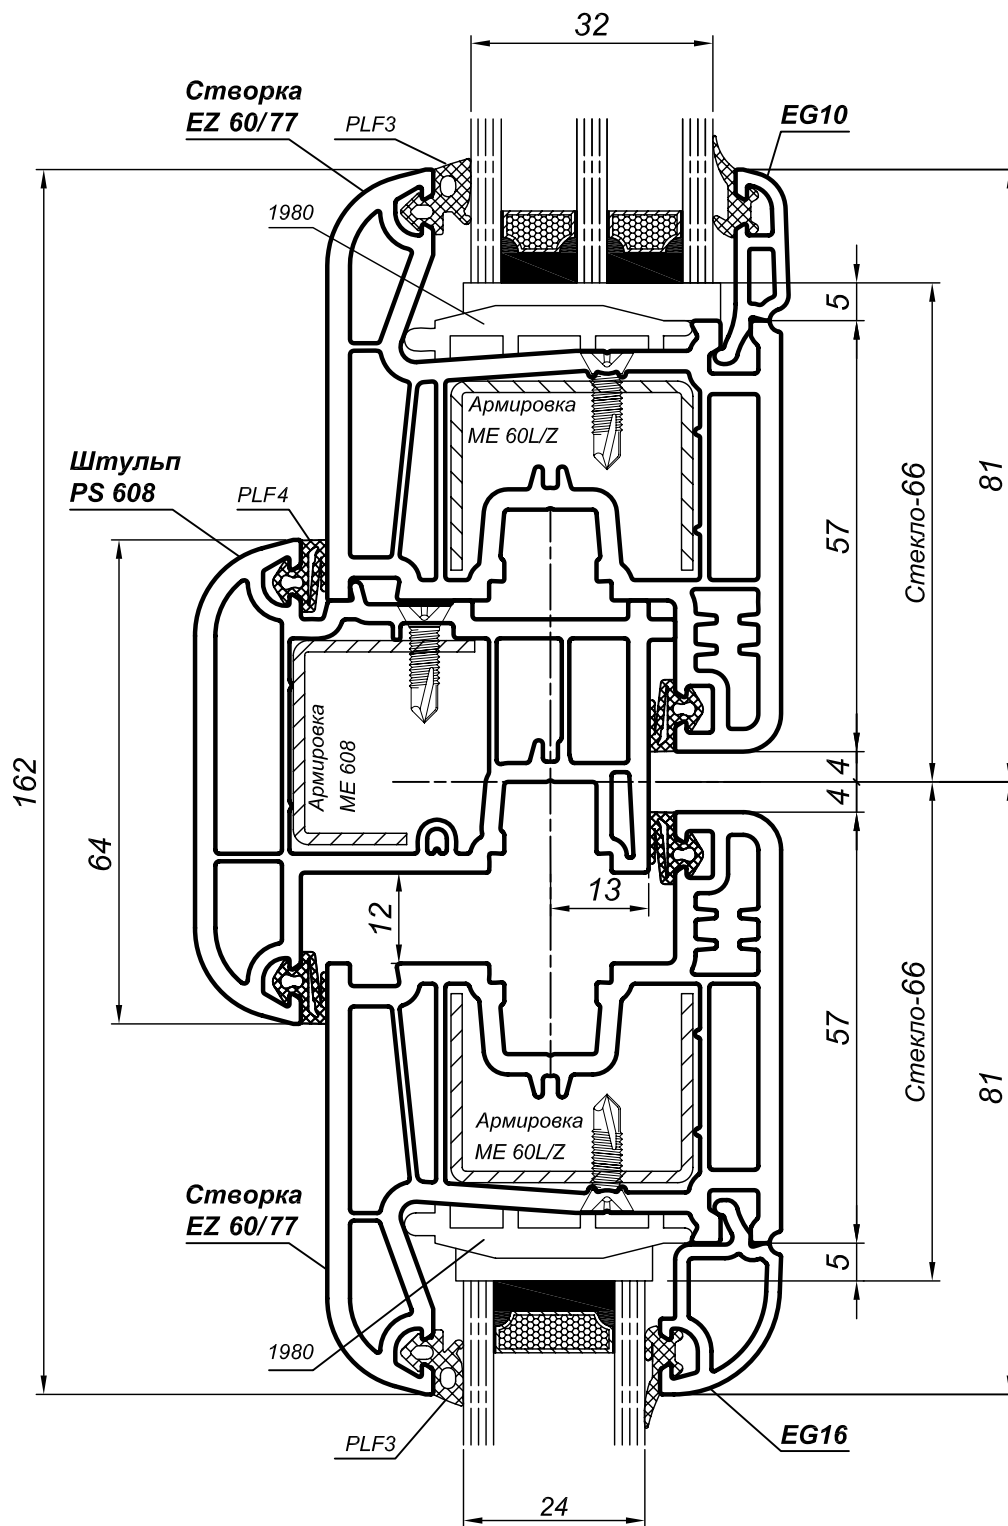 32
Створка
EZ 60/77
PLF3
EG10
1980
5
Армировка
ME 60L/Z
81
Штульп
PS 608
PLF4
Стекло-66
57
Армировка
ME 608
162
4
4
64
13
12
Стекло-66
57
81
Армировка
ME 60L/Z
Створка
EZ 60/77
5
1980
PLF3
EG16
24